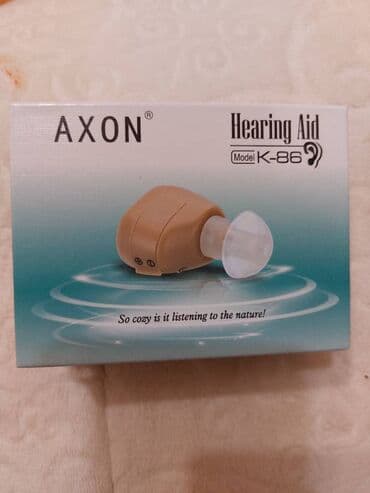 AXON®
Hearing Aid
Model K-86
So cozy is it listening to the nature!